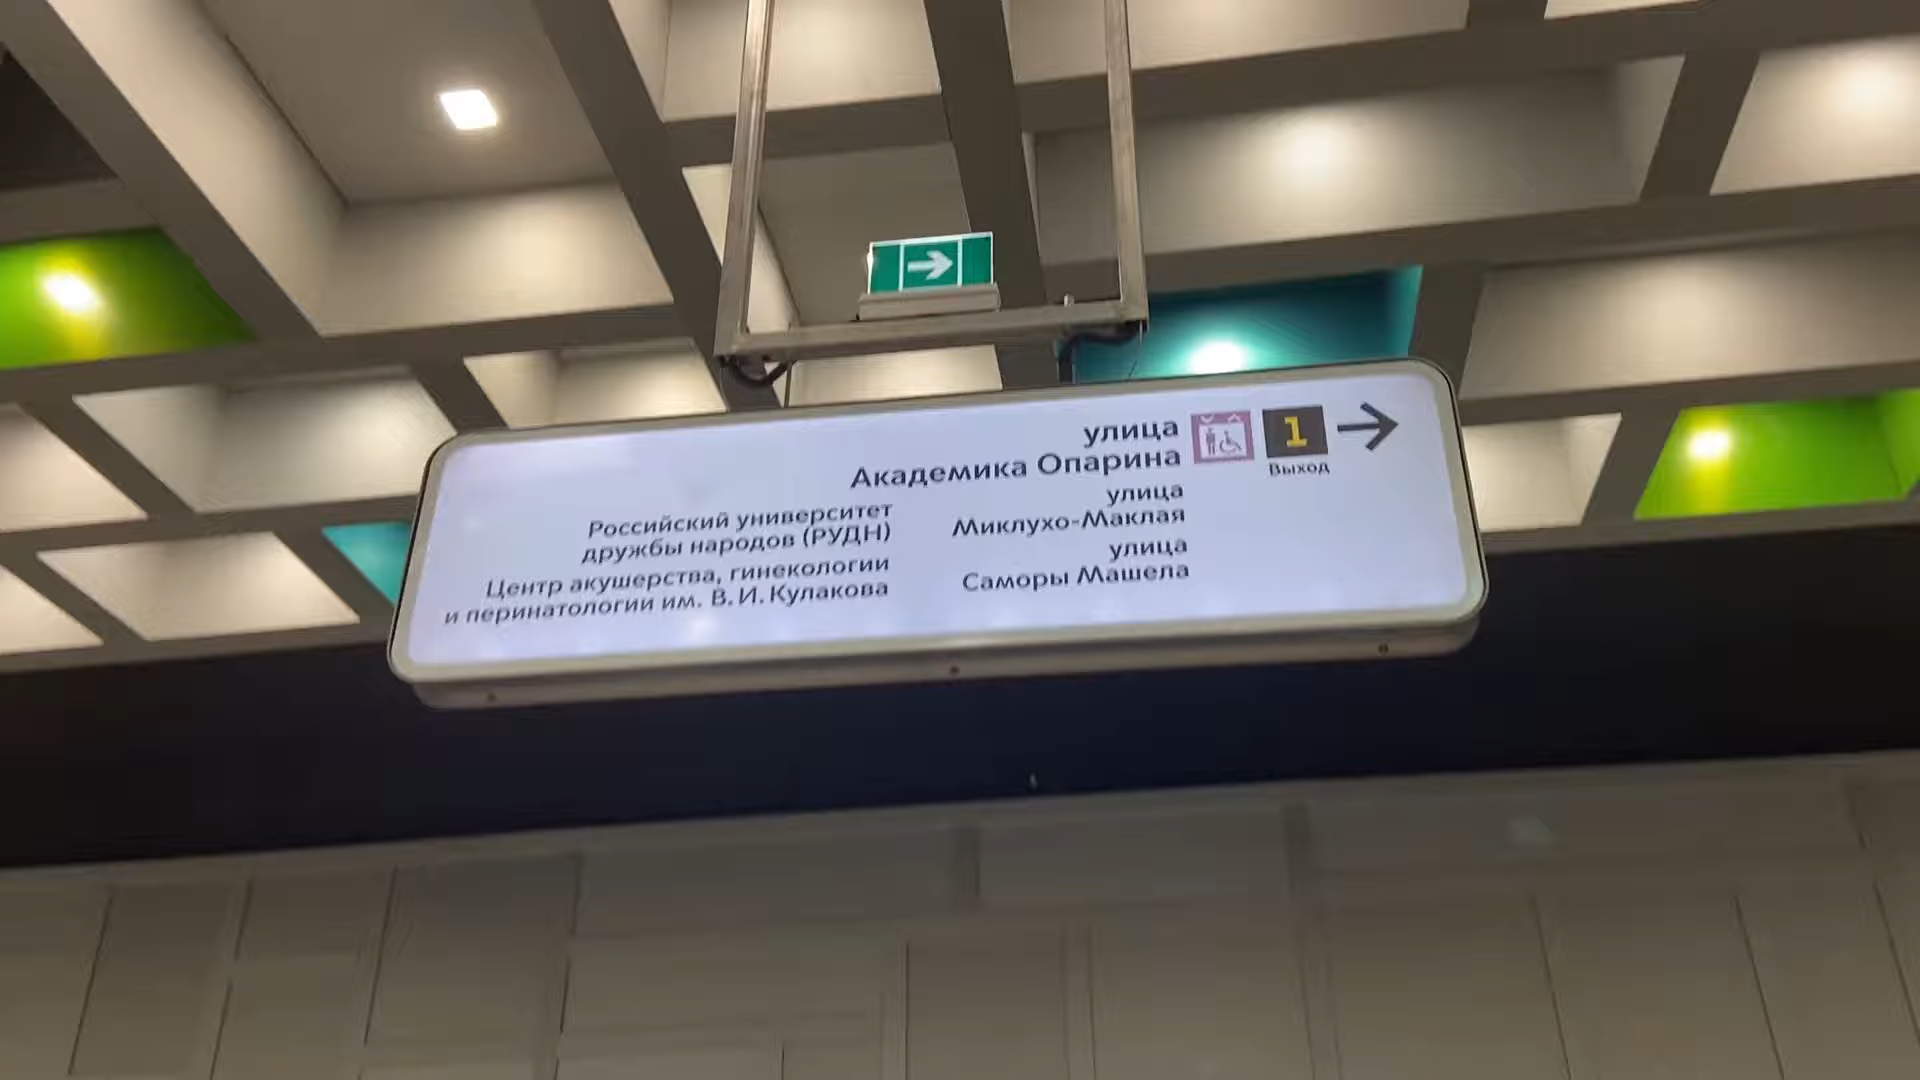 улица
Академика Опарина
1
Выход
Российский университет
дружбы народов (РУДН)
Центр акушерства, гинекологии
и перинатологии им. В. И. Кулакова
улица
Миклухо-Маклая
улица
Саморы Машела